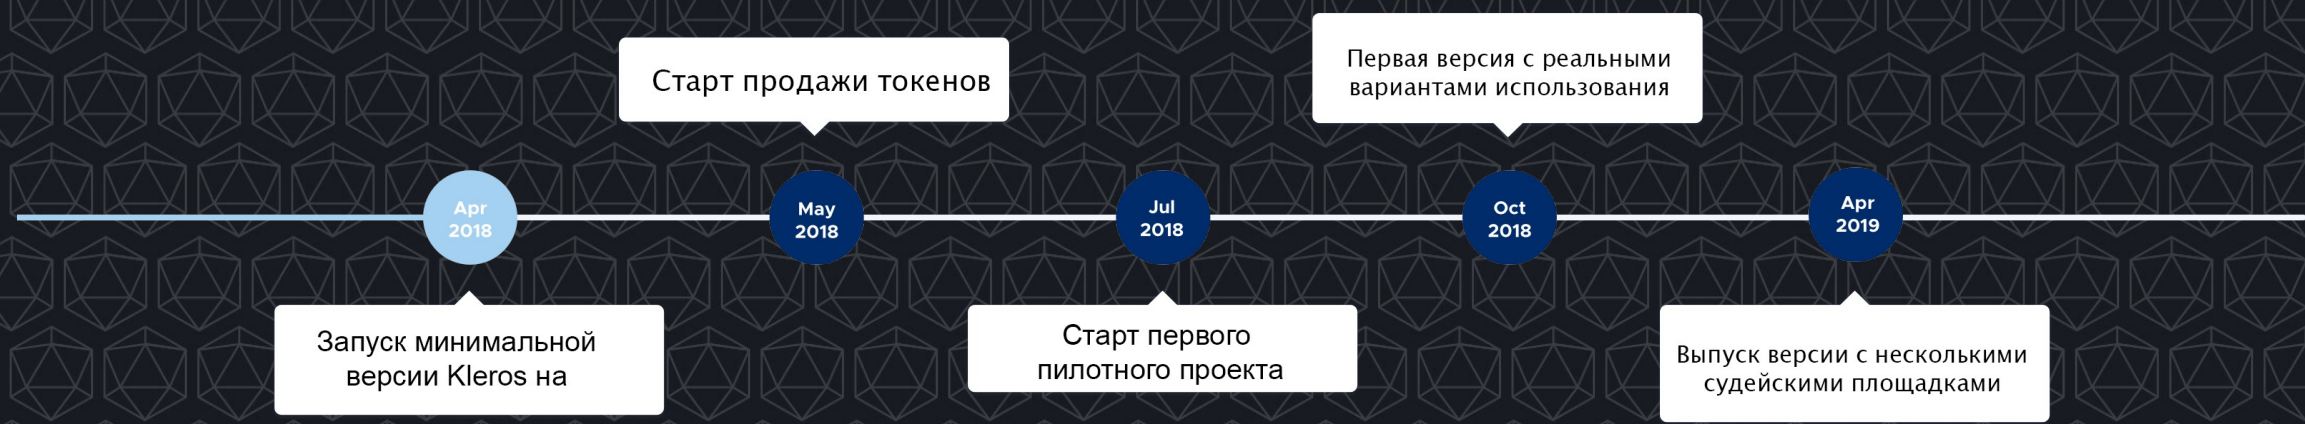 Старт продажи токенов
Первая версия с реальными
вариантами использования
Apr
2018
May
2018
Jul
2018
Oct
2018
Apr
2019
Запуск минимальной
версии Kleros на
Старт первого
пилотного проекта
Выпуск версии с несколькими
судейскими площадками